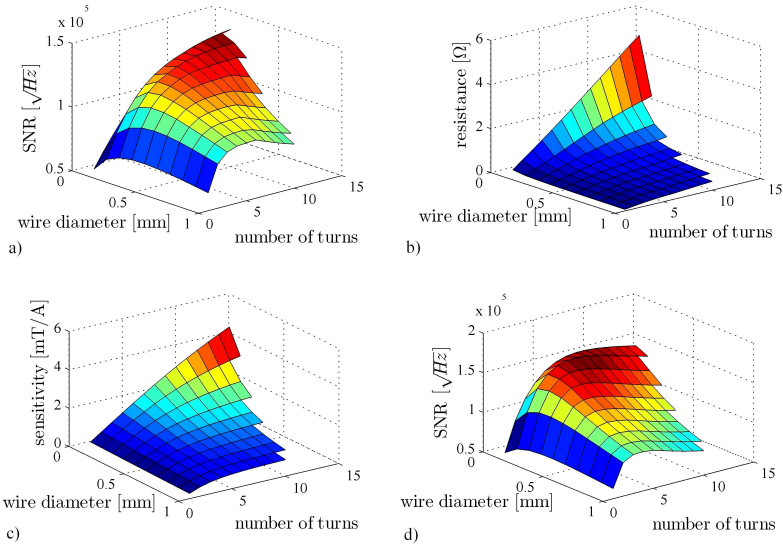 x 10^5
1.5
1
0.5
SNR [√Hz]
0
0.5
1
wire diameter [mm]
0
5
10
15
number of turns
a)
6
4
2
0
resistance [Ω]
0
0.5
1
wire diameter [mm]
0
5
10
15
number of turns
b)
6
4
2
0
sensitivity [mT/A]
0
0.5
1
wire diameter [mm]
0
5
10
15
number of turns
c)
x 10^5
2
1.5
1
0.5
SNR [√Hz]
0
0.5
1
wire diameter [mm]
0
5
10
15
number of turns
d)